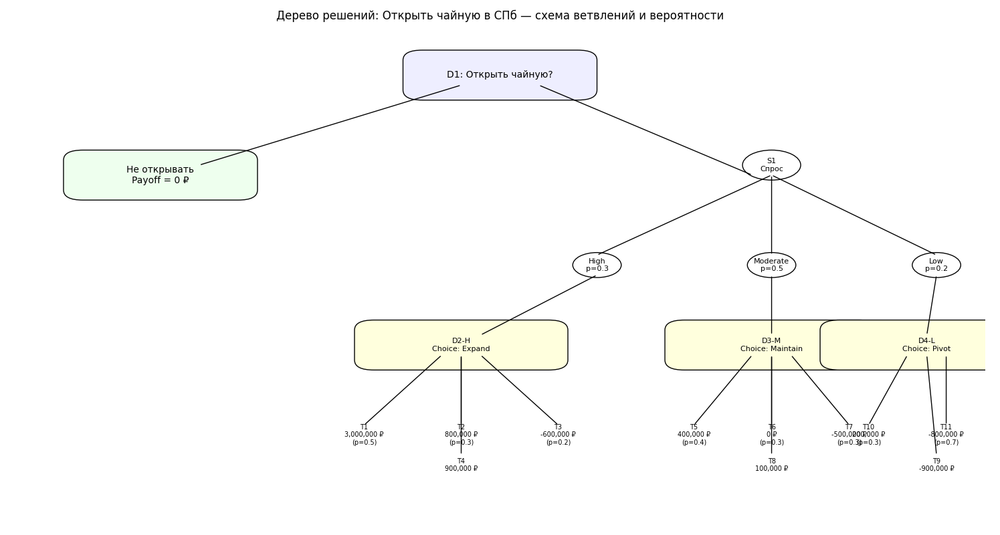 Дерево решений: Открыть чайную в СПб — схема ветвлений и вероятности
D1: Открыть чайную?
Не открывать
Payoff = 0 ₽
S1
Спрос
High
p=0.3
Moderate
p=0.5
Low
p=0.2
D2-H
Choice: Expand
D3-M
Choice: Maintain
D4-L
Choice: Pivot
T1
3,000,000 ₽
(p=0.5)
T2
800,000 ₽
(p=0.3)
T3
-600,000 ₽
(p=0.2)
T4
900,000 ₽
T5
400,000 ₽
(p=0.4)
T6
0 ₽
(p=0.3)
T7
-500,000 ₽
(p=0.3)
T8
100,000 ₽
T10
200,000 ₽
(p=0.3)
T11
-800,000 ₽
(p=0.7)
T9
-900,000 ₽